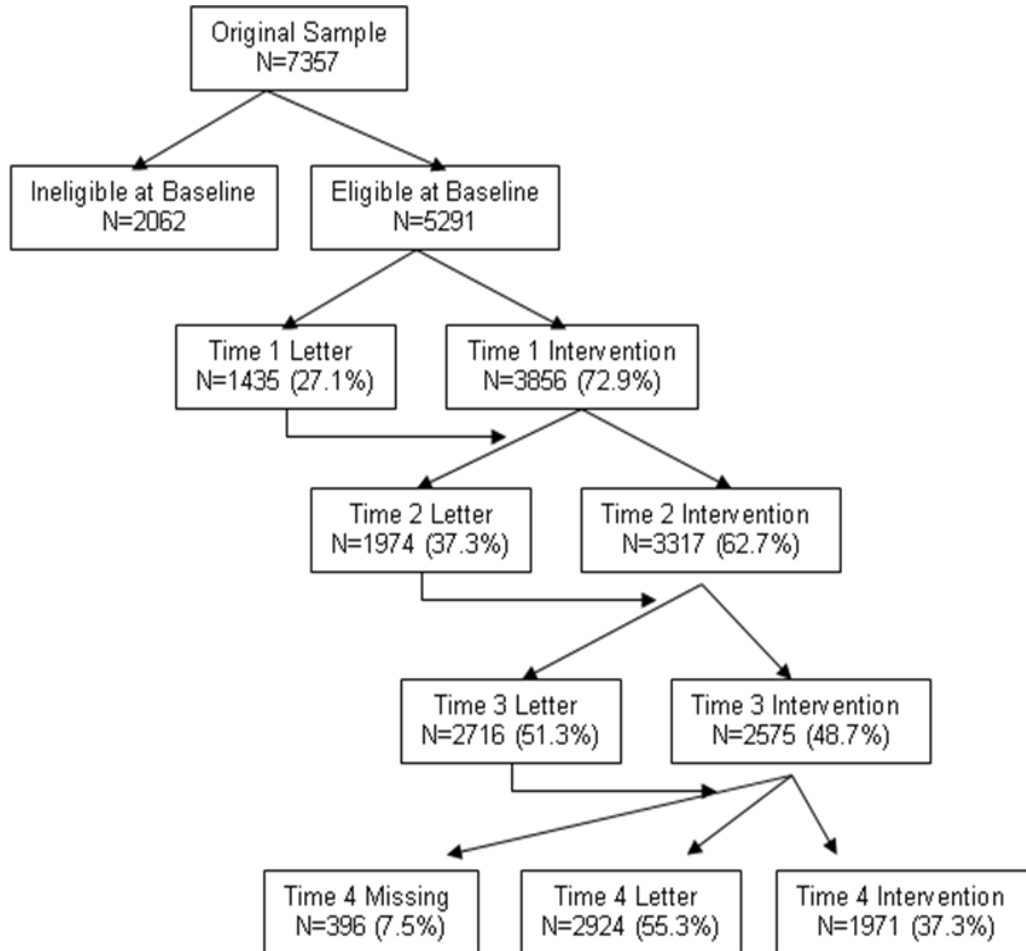 Original Sample
N=7357
Ineligible at Baseline
N=2062
Eligible at Baseline
N=5291
Time 1 Letter
N=1435 (27.1%)
Time 1 Intervention
N=3856 (72.9%)
Time 2 Letter
N=1974 (37.3%)
Time 2 Intervention
N=3317 (62.7%)
Time 3 Letter
N=2716 (51.3%)
Time 3 Intervention
N=2575 (48.7%)
Time 4 Missing
N=396 (7.5%)
Time 4 Letter
N=2924 (55.3%)
Time 4 Intervention
N=1971 (37.3%)